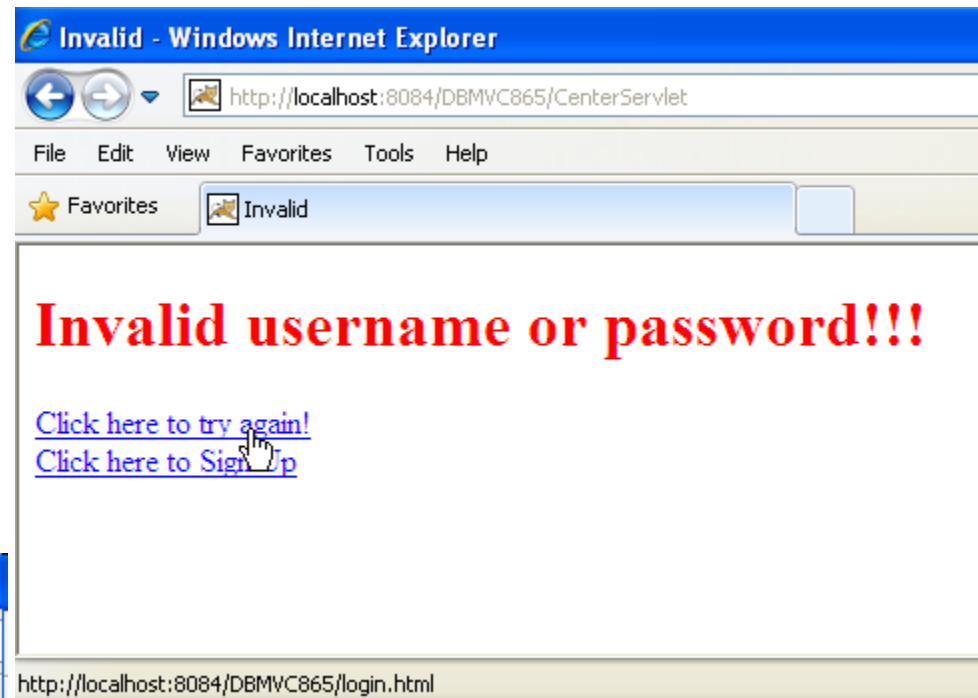 Invalid - Windows Internet Explorer
http://localhost:8084/DBMVC865/CenterServlet
File Edit View Favorites Tools Help
Favorites Invalid
Invalid username or password!!!
Click here to try again!
Click here to Sign Up
http://localhost:8084/DBMVC865/login.html